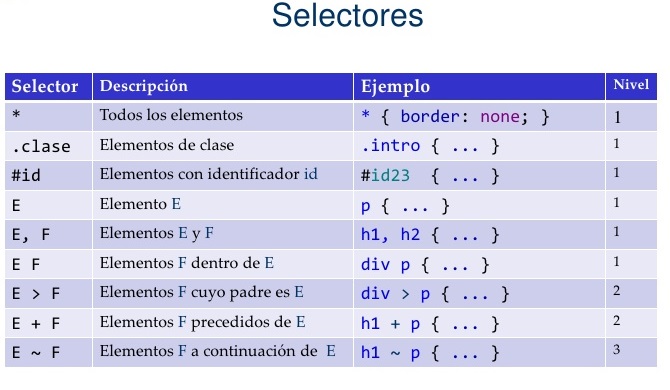 Selectores
Selector Descripción Ejemplo Nivel
* Todos los elementos * { border: none; } 1
.clase Elementos de clase .intro { ... } 1
#id Elementos con identificador id #id23 { ... } 1
E Elemento E p { ... } 1
E, F Elementos E y F h1, h2 { ... } 1
E F Elementos F dentro de E div p { ... } 1
E > F Elementos F cuyo padre es E div > p { ... } 2
E + F Elementos F precedidos de E h1 + p { ... } 2
E ~ F Elementos F a continuación de E h1 ~ p { ... } 3